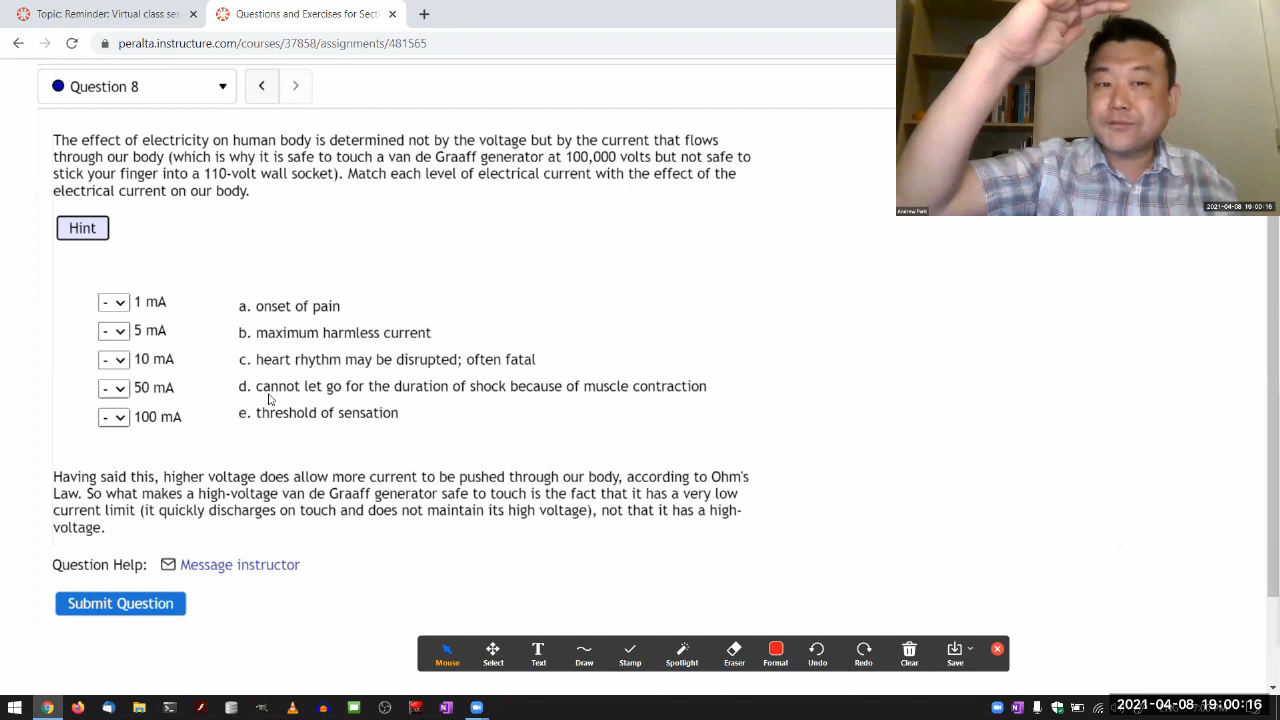 Topic: Reminder: Virtual class ses
Questions and Exercises for Sect
peralta.instructure.com/courses/37858/assignments/481565
Question 8
The effect of electricity on human body is determined not by the voltage but by the current that flows
through our body (which is why it is safe to touch a van de Graaff generator at 100,000 volts but not safe to
stick your finger into a 110-volt wall socket). Match each level of electrical current with the effect of the
electrical current on our body.
Hint
- 1 mA
- 5 mA
- 10 mA
- 50 mA
- 100 mA
a. onset of pain
b. maximum harmless current
c. heart rhythm may be disrupted; often fatal
d. cannot let go for the duration of shock because of muscle contraction
e. threshold of sensation
Having said this, higher voltage does allow more current to be pushed through our body, according to Ohm's
Law. So what makes a high-voltage van de Graaff generator safe to touch is the fact that it has a very low
current limit (it quickly discharges on touch and does not maintain its high voltage), not that it has a high-
voltage.
Question Help: Message instructor
Submit Question
Andrew Park
2021-04-08 19:00:16
Mouse Select Text Draw Stamp Spotlight Eraser Format Undo Redo Clear Save
2021-04-08 19:00:16